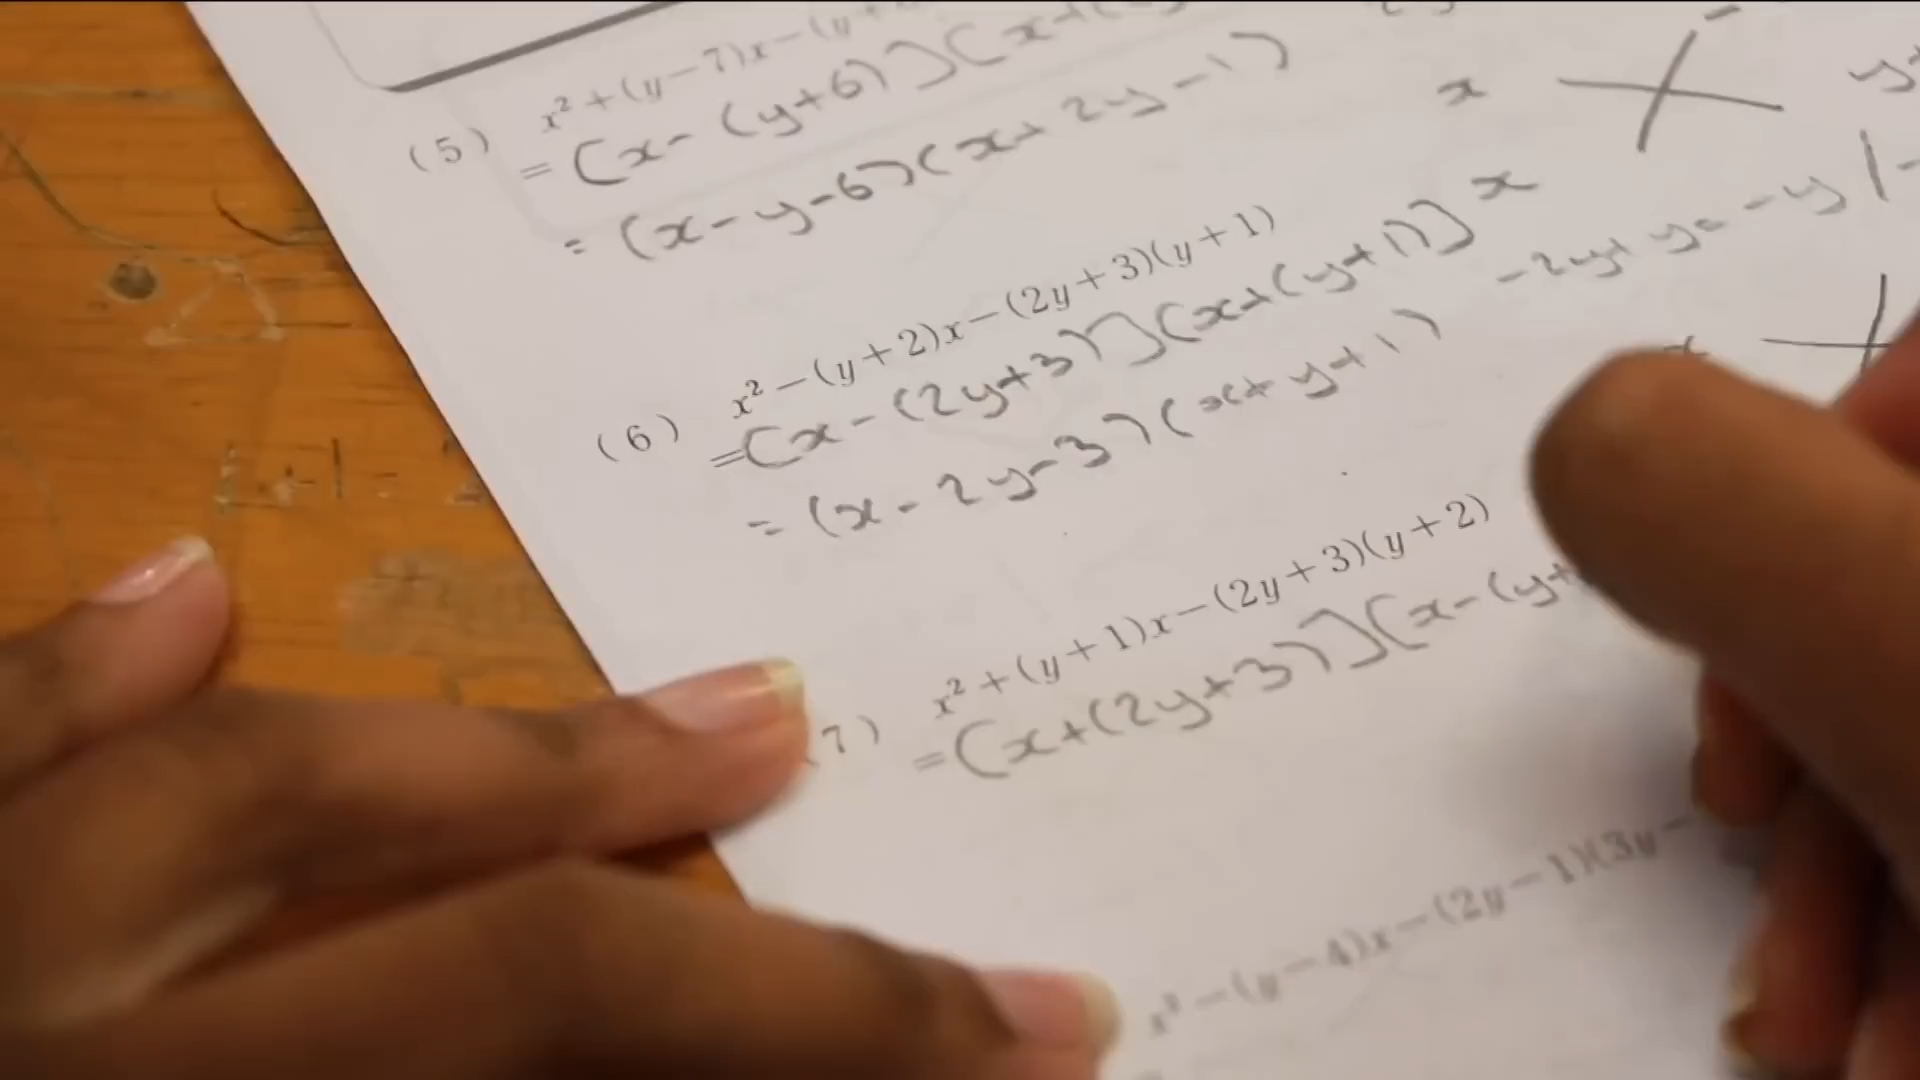 x² + (y − 7)x − (y
(5) = [x − (y+6)][x+(
= (x − y − 6)(x + 2y − 1)
x
y+
x
(6) x² − (y + 2)x − (2y + 3)(y + 1)
= [x − (2y+3)][x+(y+1)]
= (x − 2y − 3)(x + y + 1)
−2y + y = −y
(7) x² + (y + 1)x − (2y + 3)(y + 2)
= [x+(2y+3)][x−(y+
x² − (y − 4)x − (2y − 1)(3y −